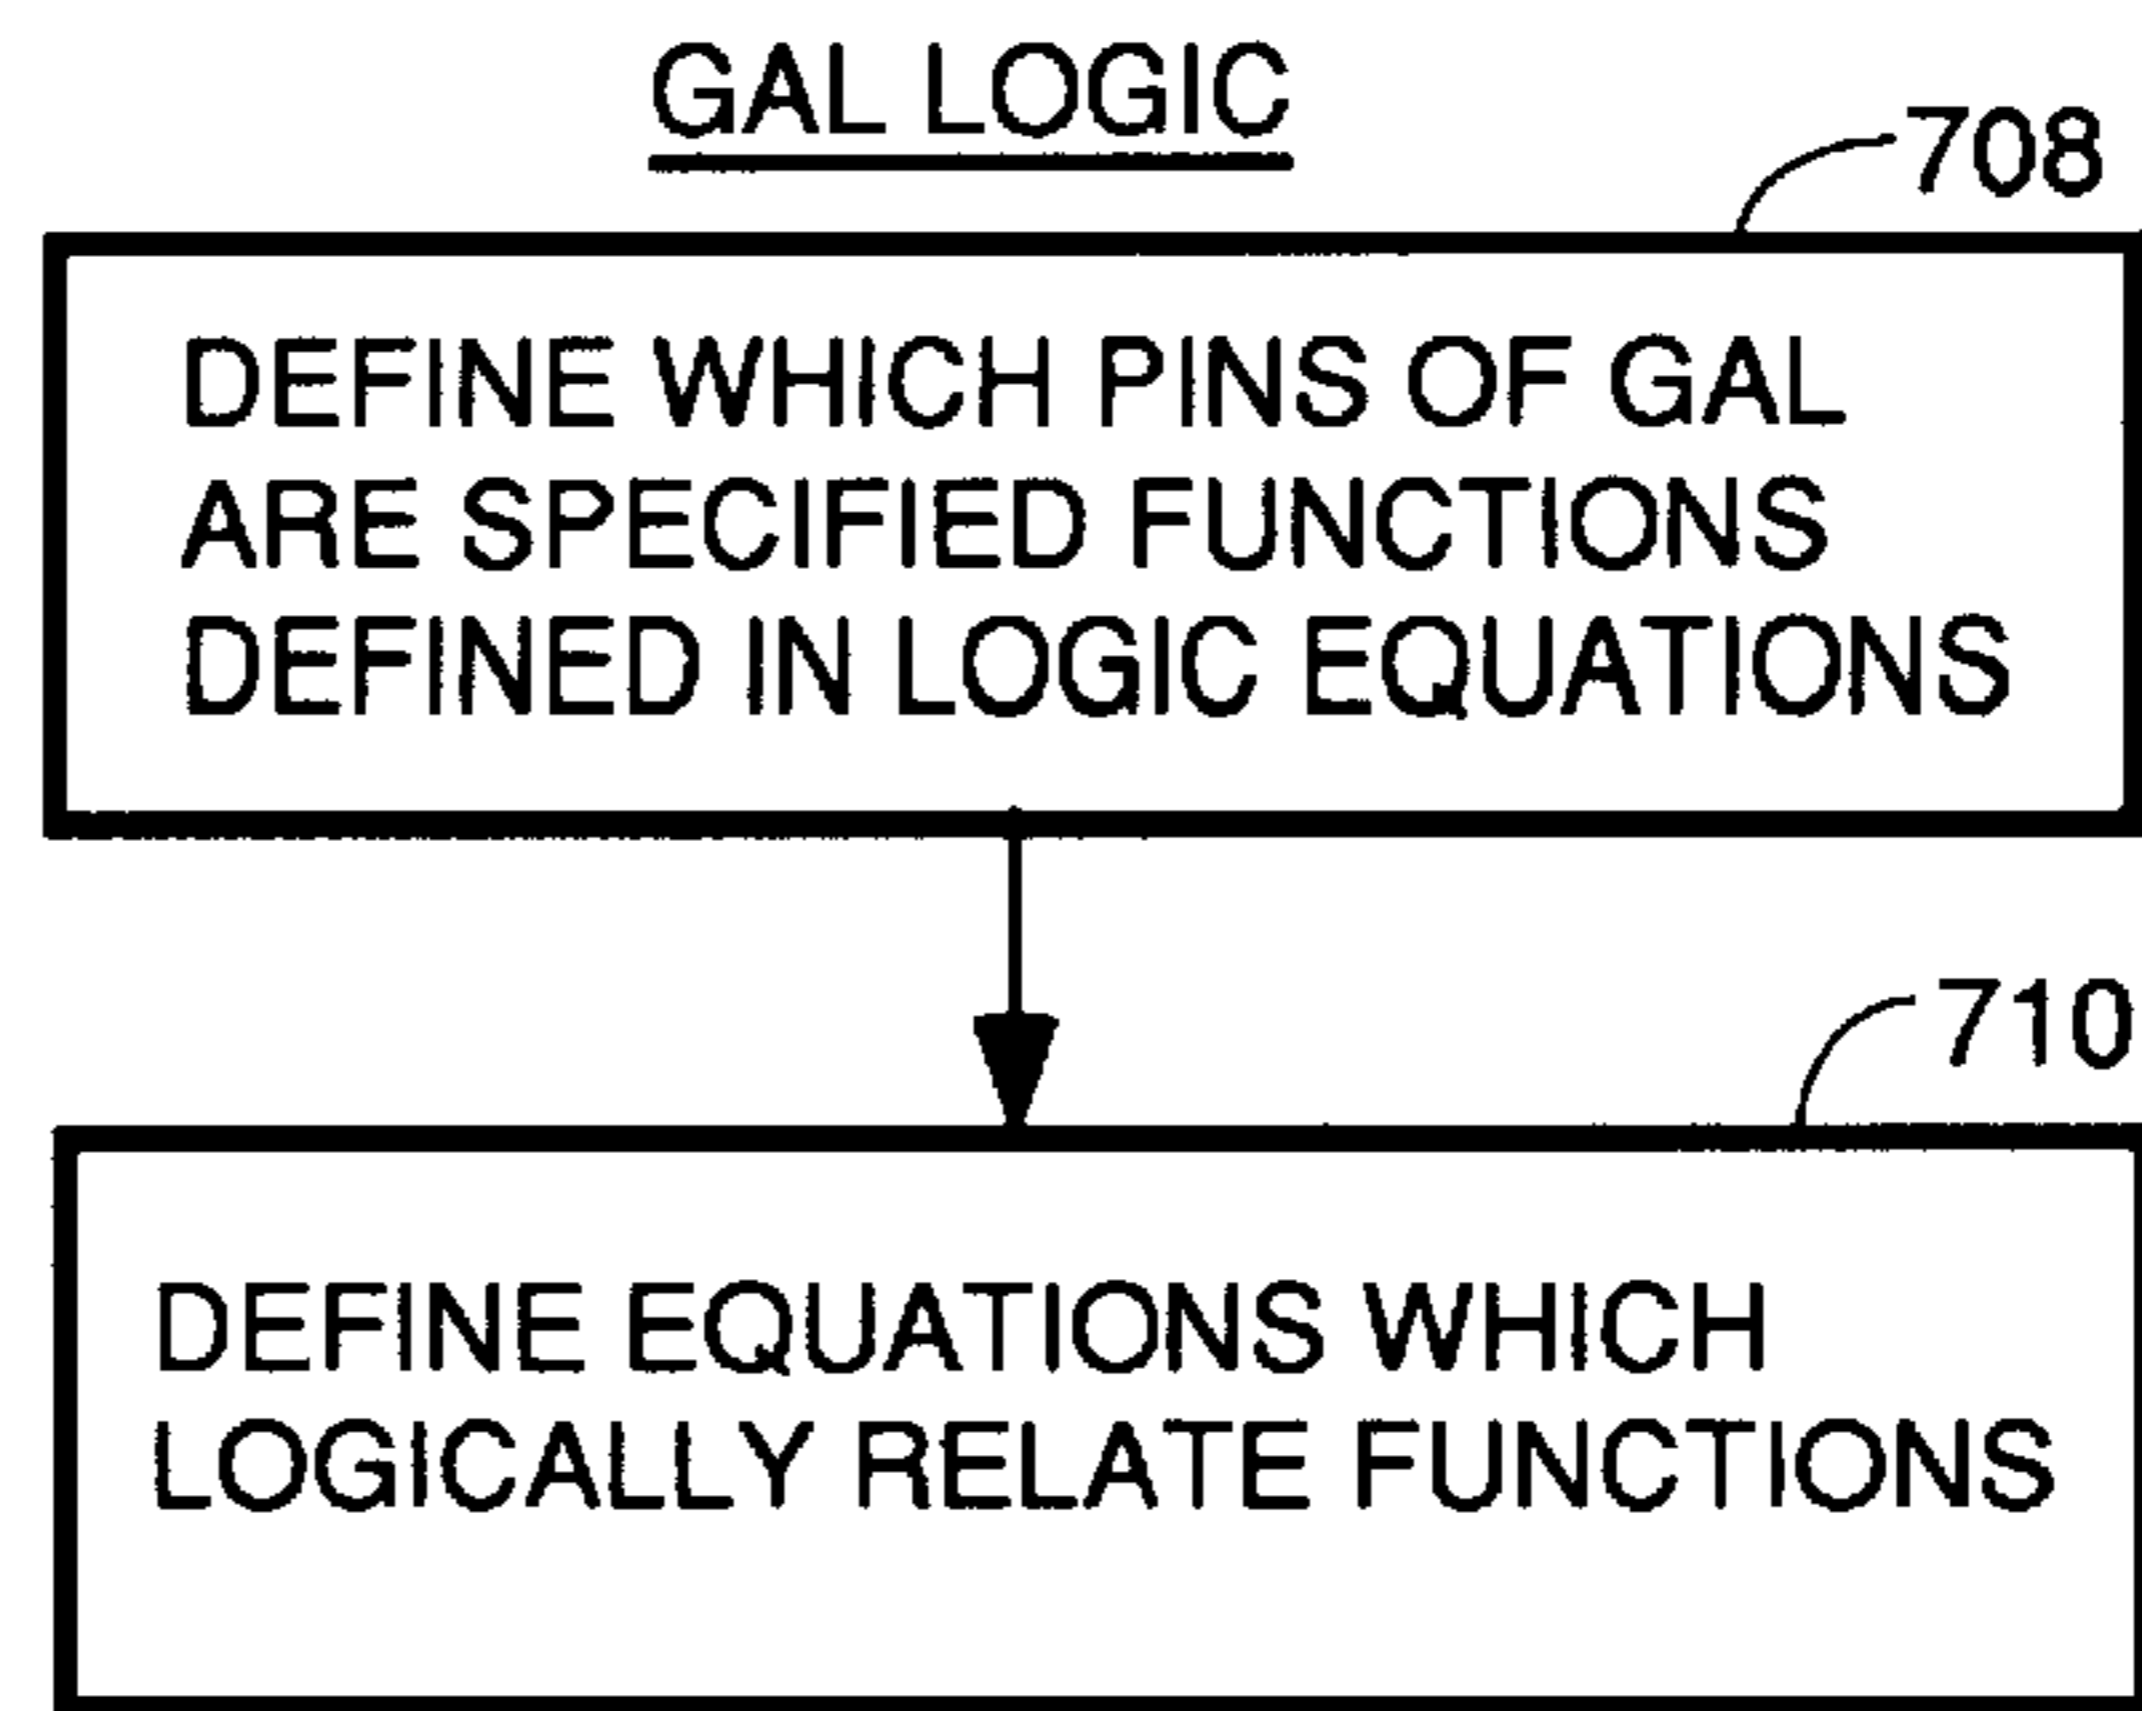 GAL LOGIC
708
DEFINE WHICH PINS OF GAL
ARE SPECIFIED FUNCTIONS
DEFINED IN LOGIC EQUATIONS
710
DEFINE EQUATIONS WHICH
LOGICALLY RELATE FUNCTIONS